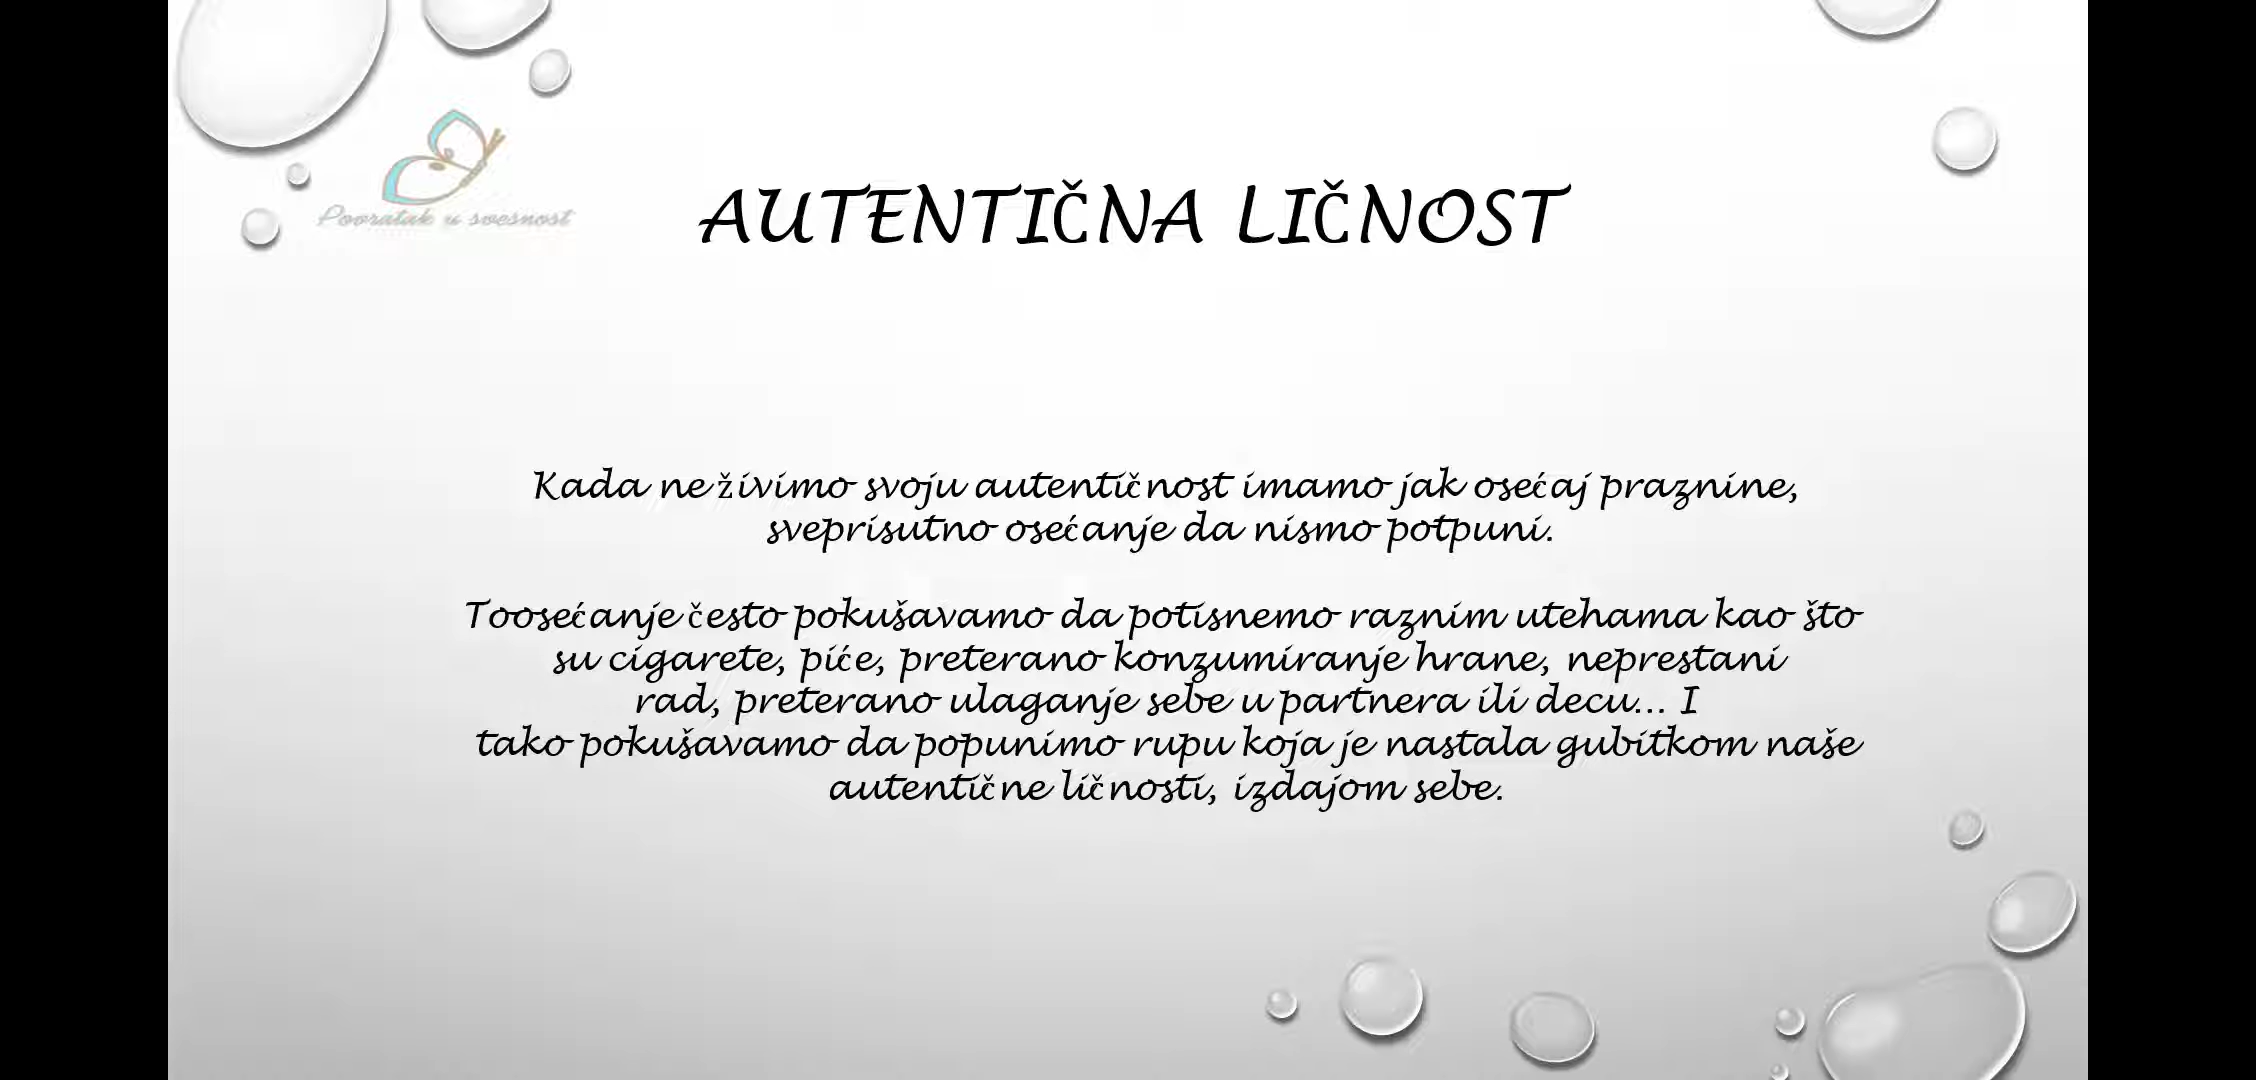 Povratak u svesnost
AUTENTIČNA LIČNOST
Kada ne živimo svoju autentičnost imamo jak osećaj praznine,
sveprisutno osećanje da nismo potpuni.
To osećanje često pokušavamo da potisnemo raznim utehama kao što
su cigarete, piće, preterano konzumiranje hrane, neprestani
rad, preterano ulaganje sebe u partnera ili decu... I
tako pokušavamo da popunimo rupu koja je nastala gubitkom naše
autentične ličnosti, izdajom sebe.